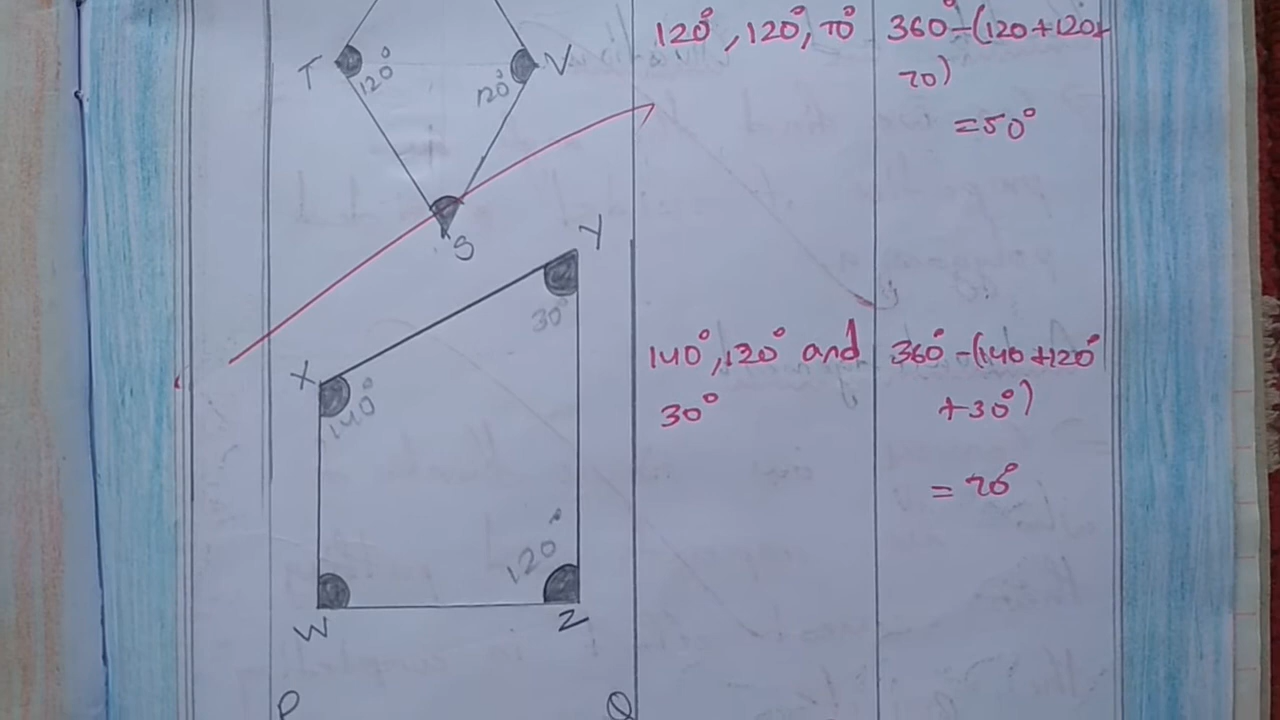 T 120° 120° V
S
120°, 120°, 70°
360°-(120+120+
70)
=50°
Y
30°
X
140°
120°
W Z
140°, 120° and
30°
360°-(140+120°
+30°)
= 70°
P Q